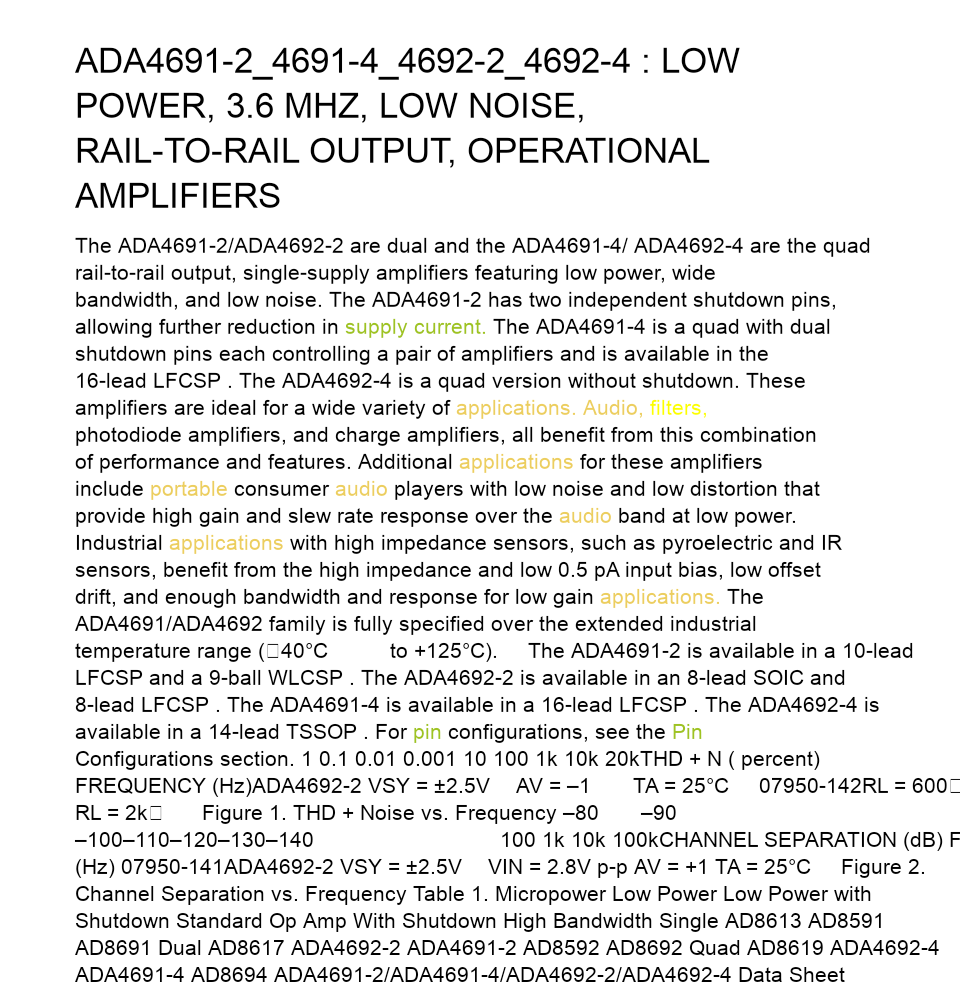 ADA4691-2_4691-4_4692-2_4692-4 : LOW
POWER, 3.6 MHZ, LOW NOISE,
RAIL-TO-RAIL OUTPUT, OPERATIONAL
AMPLIFIERS
The ADA4691-2/ADA4692-2 are dual and the ADA4691-4/ ADA4692-4 are the quad
rail-to-rail output, single-supply amplifiers featuring low power, wide
bandwidth, and low noise. The ADA4691-2 has two independent shutdown pins,
allowing further reduction in supply current. The ADA4691-4 is a quad with dual
shutdown pins each controlling a pair of amplifiers and is available in the
16-lead LFCSP . The ADA4692-4 is a quad version without shutdown. These
amplifiers are ideal for a wide variety of applications. Audio, filters,
photodiode amplifiers, and charge amplifiers, all benefit from this combination
of performance and features. Additional applications for these amplifiers
include portable consumer audio players with low noise and low distortion that
provide high gain and slew rate response over the audio band at low power.
Industrial applications with high impedance sensors, such as pyroelectric and IR
sensors, benefit from the high impedance and low 0.5 pA input bias, low offset
drift, and enough bandwidth and response for low gain applications. The
ADA4691/ADA4692 family is fully specified over the extended industrial
temperature range (□40°C to +125°C). The ADA4691-2 is available in a 10-lead
LFCSP and a 9-ball WLCSP . The ADA4692-2 is available in an 8-lead SOIC and
8-lead LFCSP . The ADA4691-4 is available in a 16-lead LFCSP . The ADA4692-4 is
available in a 14-lead TSSOP . For pin configurations, see the Pin
Configurations section. 1 0.1 0.01 0.001 10 100 1k 10k 20kTHD + N ( percent)
FREQUENCY (Hz)ADA4692-2 VSY = ±2.5V AV = –1 TA = 25°C 07950-142RL = 600□
RL = 2k□ Figure 1. THD + Noise vs. Frequency –80 –90
–100–110–120–130–140 100 1k 10k 100kCHANNEL SEPARATION (dB) F
(Hz) 07950-141ADA4692-2 VSY = ±2.5V VIN = 2.8V p-p AV = +1 TA = 25°C Figure 2.
Channel Separation vs. Frequency Table 1. Micropower Low Power Low Power with
Shutdown Standard Op Amp With Shutdown High Bandwidth Single AD8613 AD8591
AD8691 Dual AD8617 ADA4692-2 ADA4691-2 AD8592 AD8692 Quad AD8619 ADA4692-4
ADA4691-4 AD8694 ADA4691-2/ADA4691-4/ADA4692-2/ADA4692-4 Data Sheet